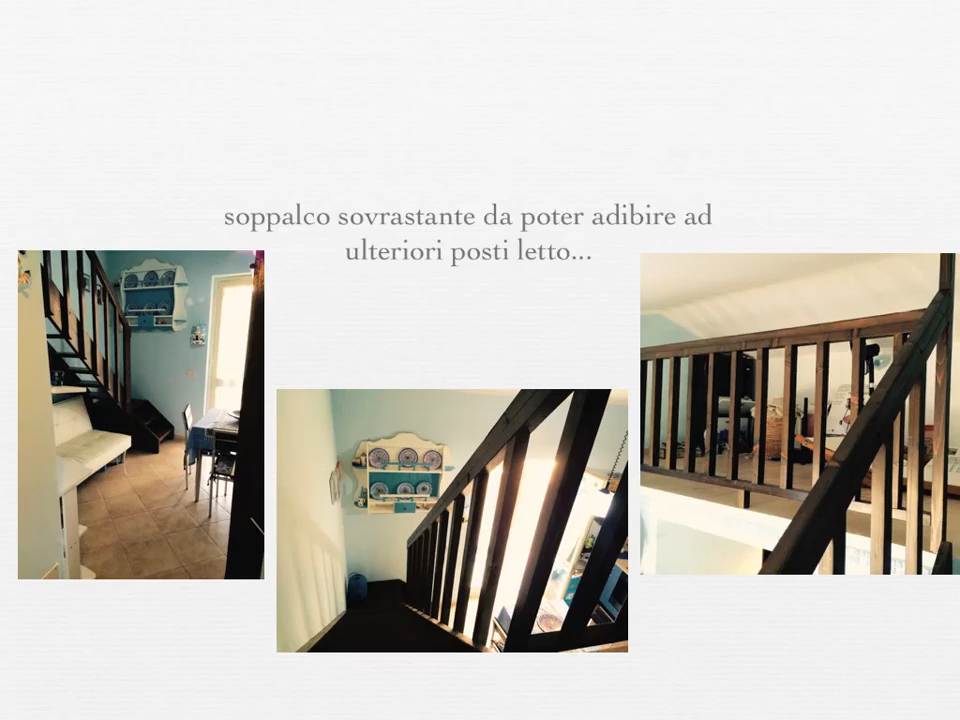 soppalco sovrastante da poter adibire ad
ulteriori posti letto...